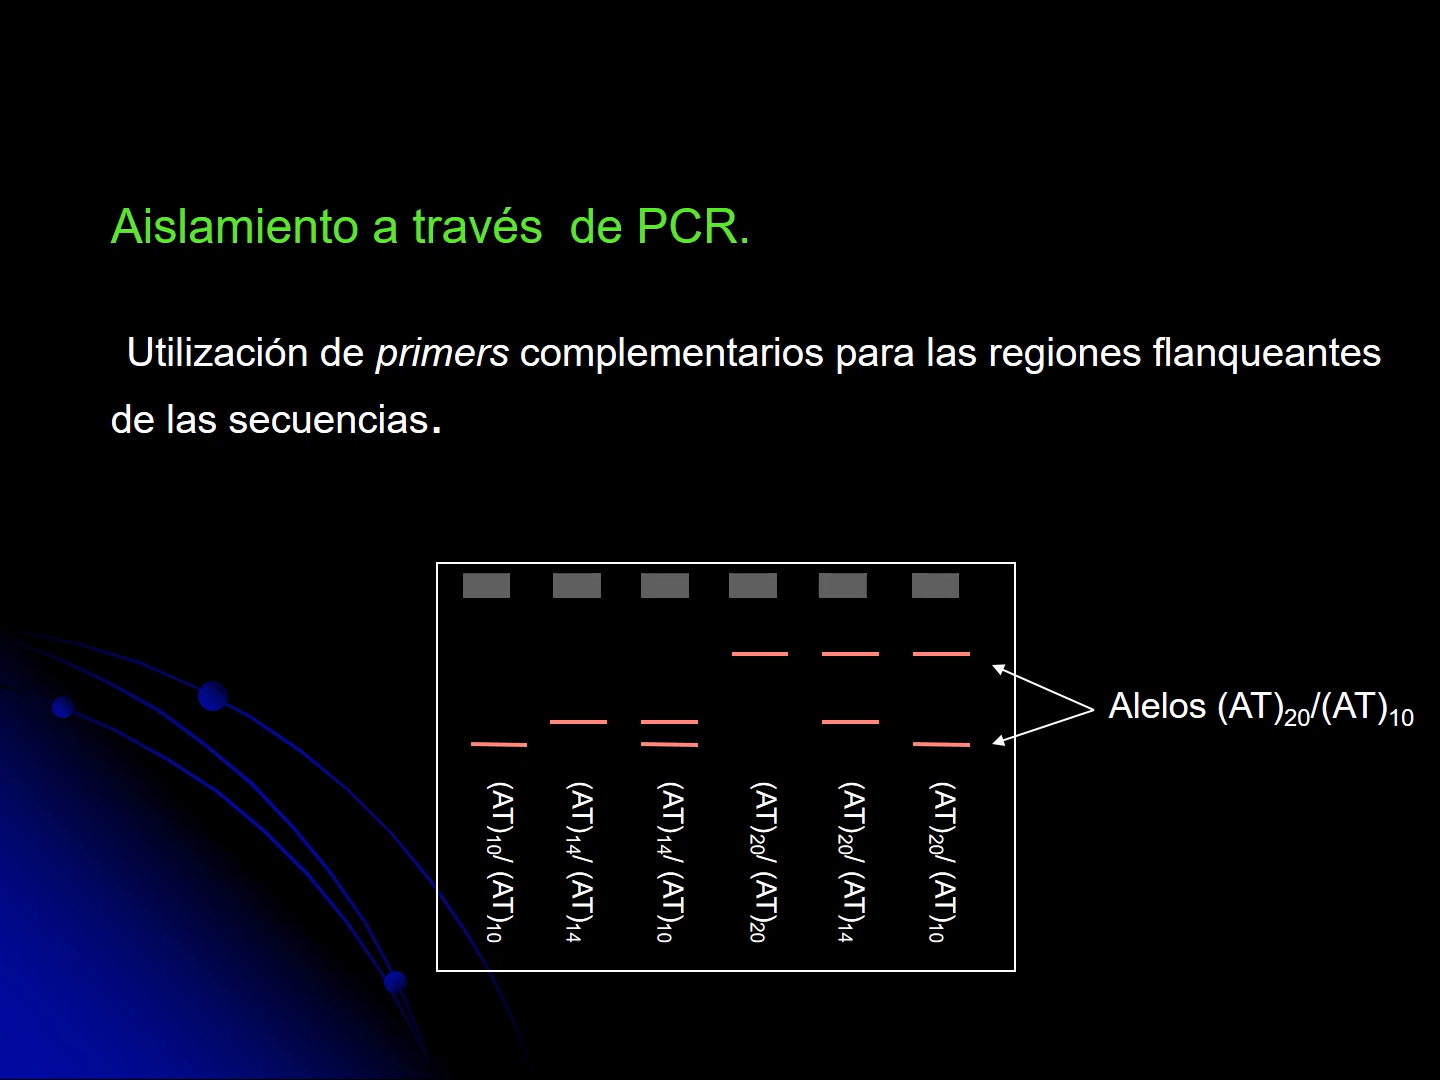 Aislamiento a través  de PCR.
Utilización de primers complementarios para las regiones flanqueantes
de las secuencias.
Alelos (AT)20/(AT)10
(AT)10/ (AT)10
(AT)14/ (AT)14
(AT)14/ (AT)10
(AT)20/ (AT)20
(AT)20/ (AT)14
(AT)20/ (AT)10